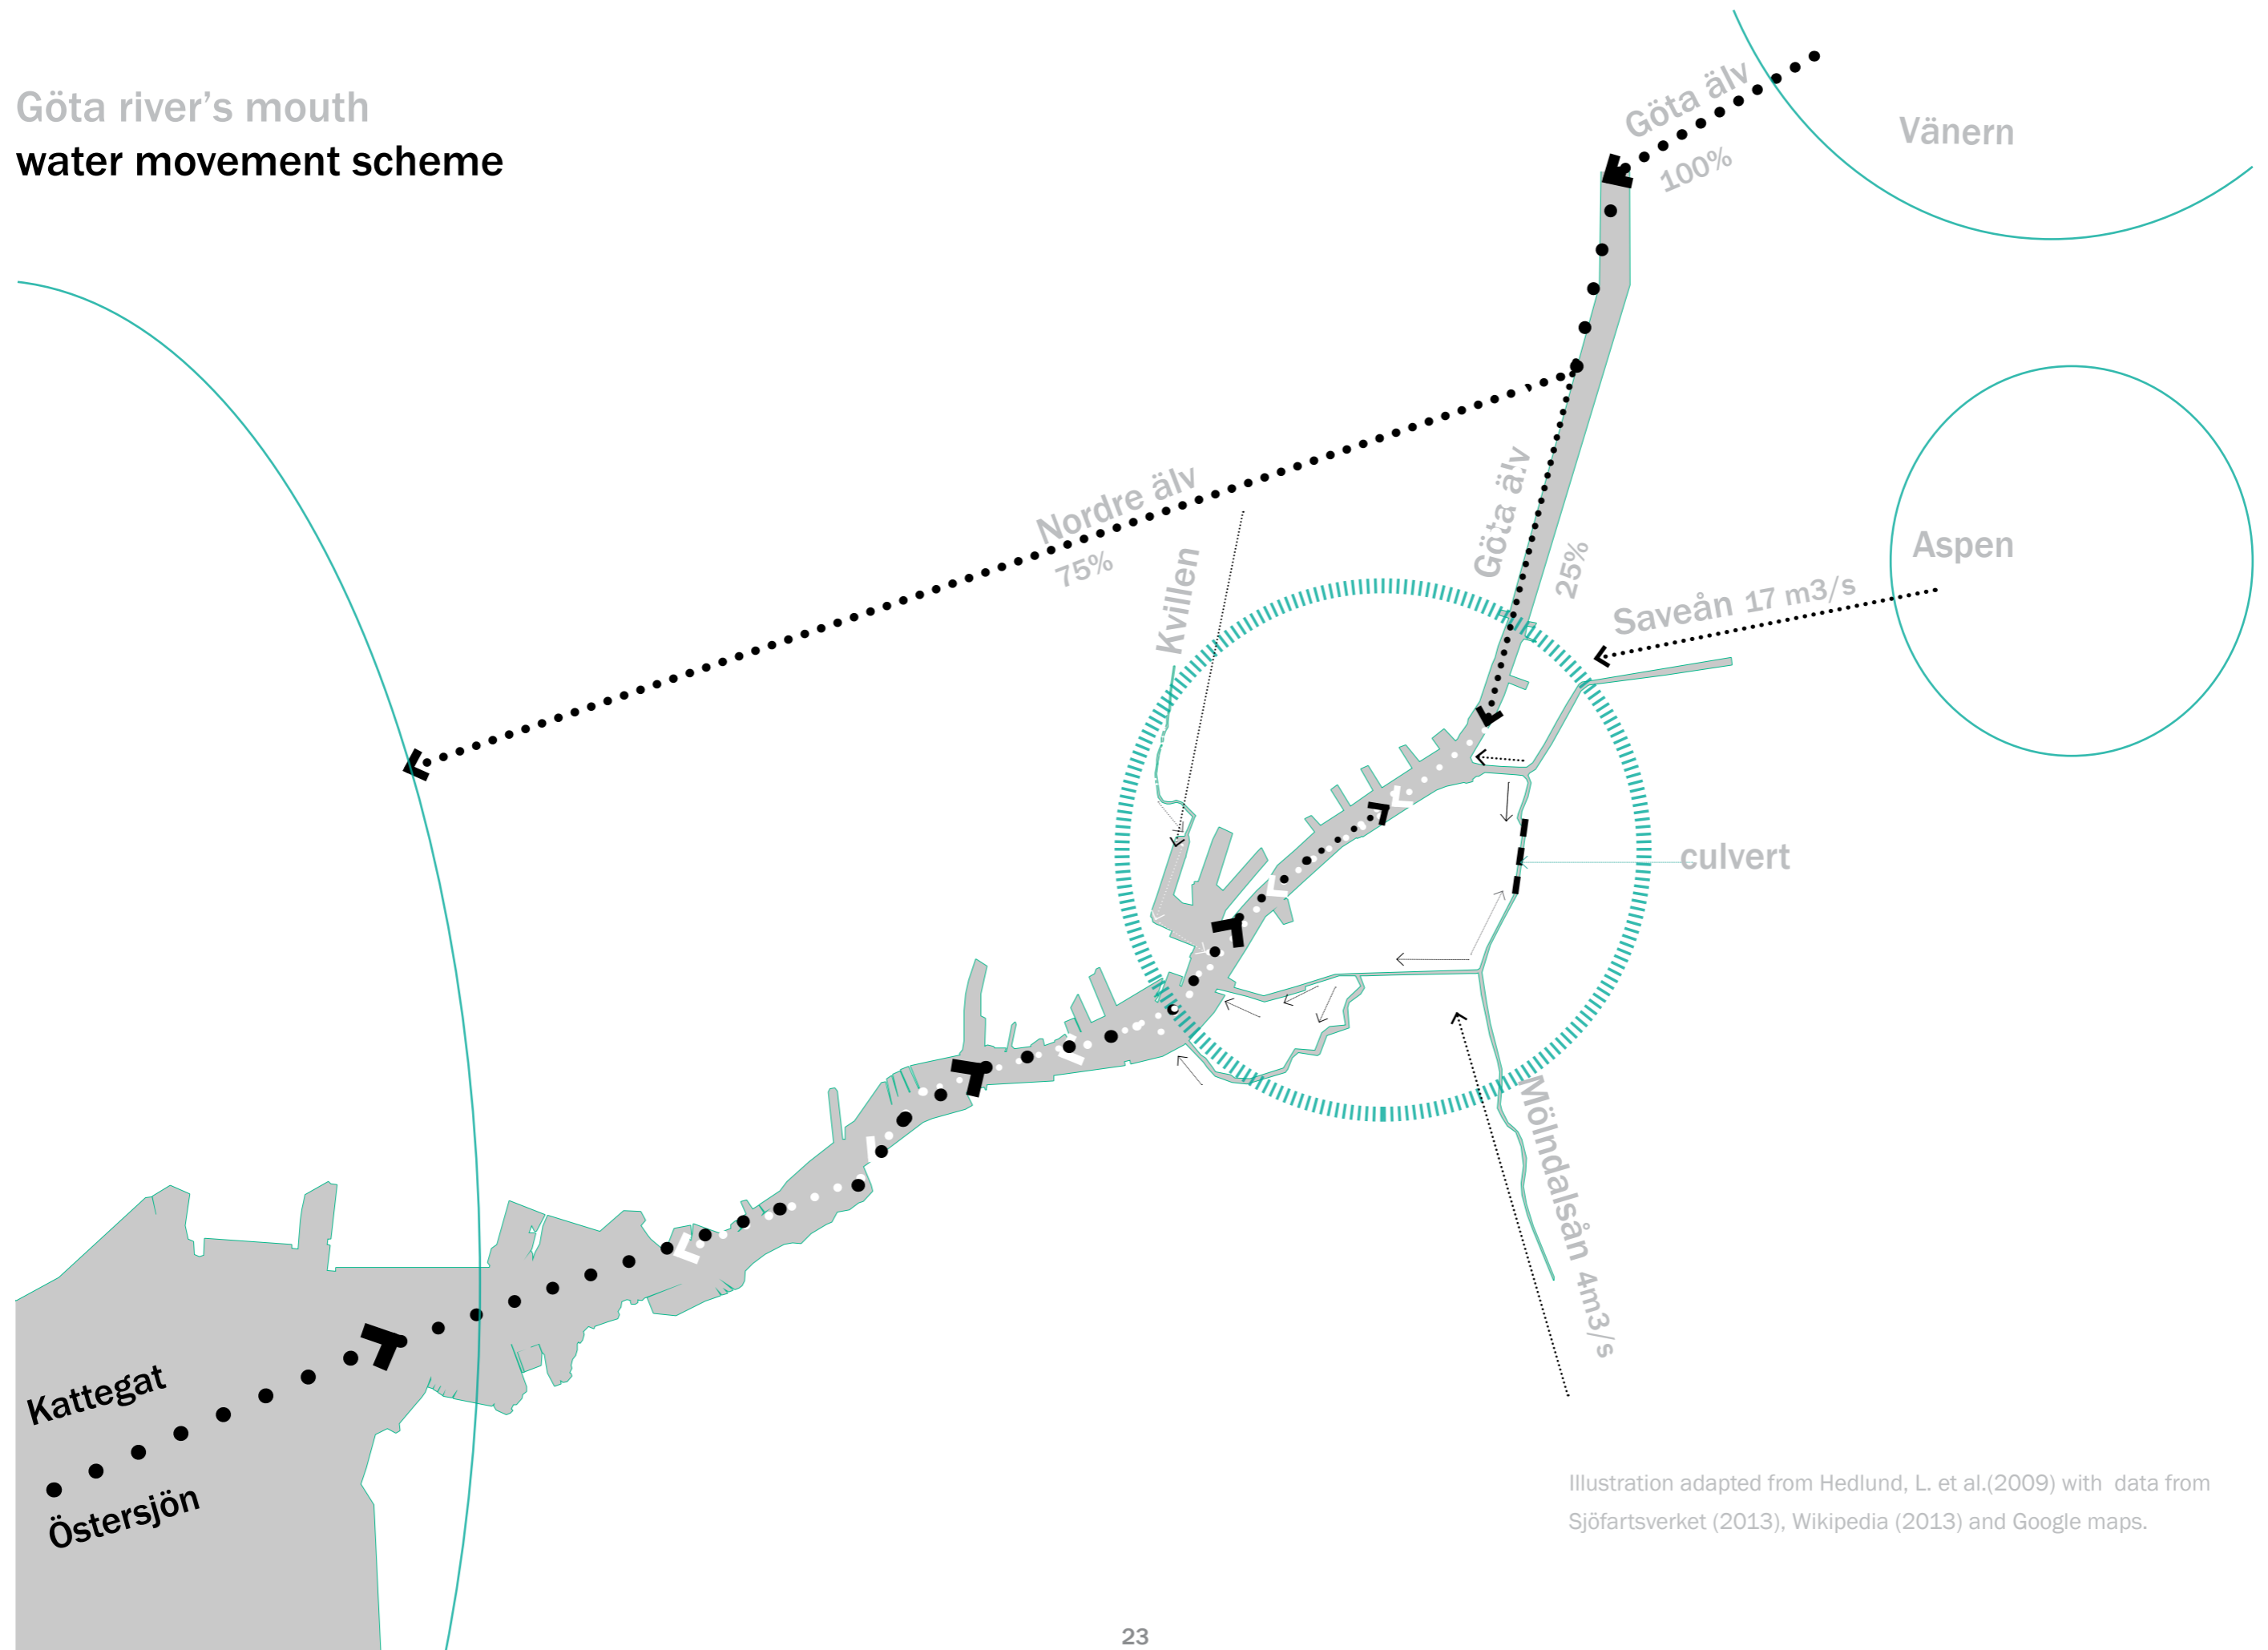 Göta river's mouth
water movement scheme
Göta älv
100%
Vänern
Nordre älv
75%
Kvillen
Göta älv
25%
Aspen
Saveån 17 m3/s
culvert
Mölndalsån 4m3/s
Kattegat
Östersjön
Illustration adapted from Hedlund, L. et al.(2009) with data from
Sjöfartsverket (2013), Wikipedia (2013) and Google maps.
23